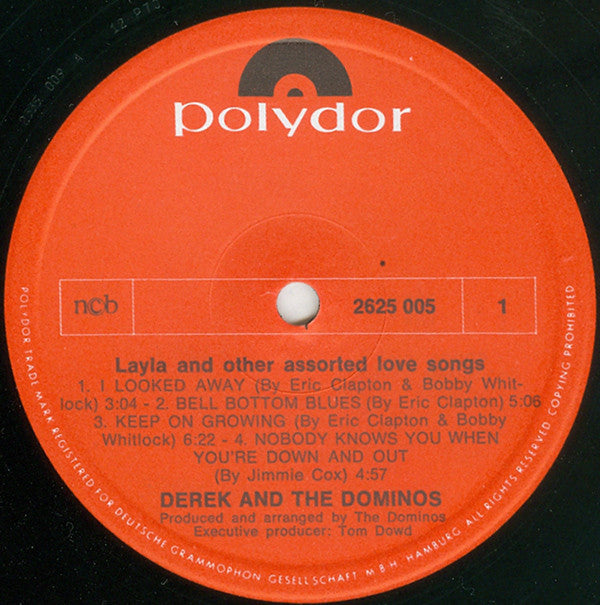 polydor
ncb 2625 005 1
Layla and other assorted love songs
1. I LOOKED AWAY (By Eric Clapton & Bobby Whit-
lock) 3:04 - 2. BELL BOTTOM BLUES (By Eric Clapton) 5:06
3. KEEP ON GROWING (By Eric Clapton & Bobby
Whitlock) 6:22 - 4. NOBODY KNOWS YOU WHEN
YOU'RE DOWN AND OUT
(By Jimmie Cox) 4:57
DEREK AND THE DOMINOS
Produced and arranged by The Dominos
Executive producer: Tom Dowd
POLYDOR TRADE MARK REGISTERED FOR DEUTSCHE GRAMMOPHON GESELLSCHAFT M·B·H. HAMBURG ALL RIGHTS RESERVED COPYING PROHIBITED